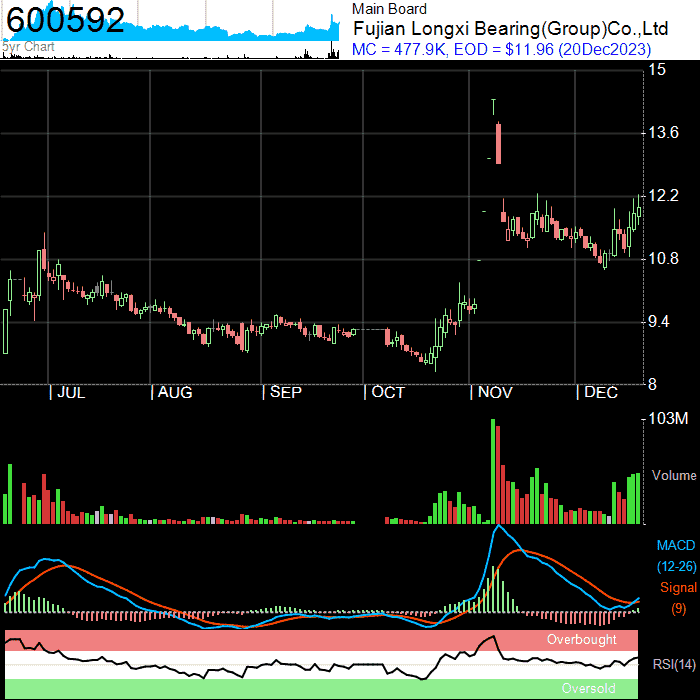 600592
5yr Chart
Main Board
Fujian Longxi Bearing(Group)Co.,Ltd
MC = 477.9K, EOD = $11.96 (20Dec2023)
15
13.6
12.2
10.8
9.4
8
| JUL | AUG | SEP | OCT | NOV | DEC
103M
Volume
MACD
(12-26)
Signal
(9)
Overbought
RSI(14)
Oversold